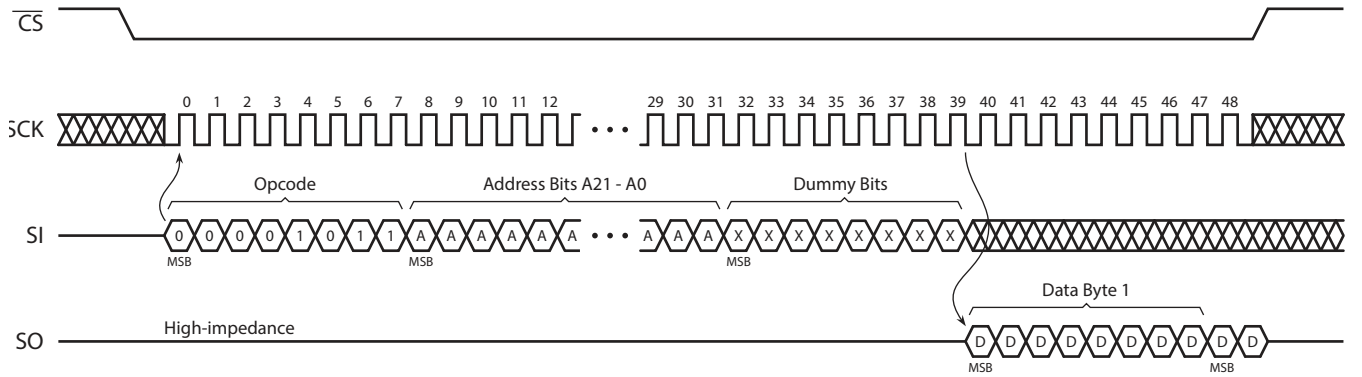 CS
0 1 2 3 4 5 6 7 8 9 10 11 12 29 30 31 32 33 34 35 36 37 38 39 40 41 42 43 44 45 46 47 48
SCK
Opcode Address Bits A21 - A0 Dummy Bits
SI 0 0 0 0 1 0 1 1 A A A A A A A A A X X X X X X X X
MSB MSB MSB
Data Byte 1
High-impedance
SO D D D D D D D D D D
MSB MSB